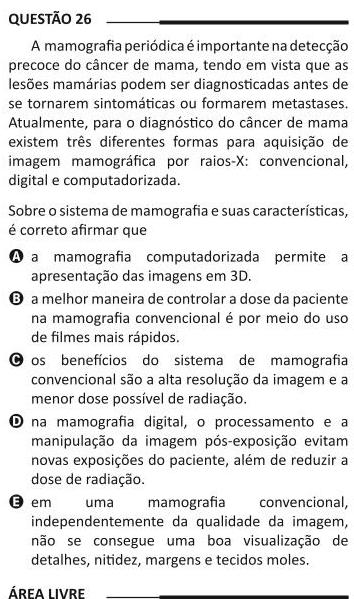 QUESTÃO 26
A mamografia periódica é importante na detecção
precoce do câncer de mama, tendo em vista que as
lesões mamárias podem ser diagnosticadas antes de
se tornarem sintomáticas ou formarem metastases.
Atualmente, para o diagnóstico do câncer de mama
existem três diferentes formas para aquisição de
imagem mamográfica por raios-X: convencional,
digital e computadorizada.
Sobre o sistema de mamografia e suas características,
é correto afirmar que
A a mamografia computadorizada permite a
apresentação das imagens em 3D.
B a melhor maneira de controlar a dose da paciente
na mamografia convencional é por meio do uso
de filmes mais rápidos.
C os benefícios do sistema de mamografia
convencional são a alta resolução da imagem e a
menor dose possível de radiação.
D na mamografia digital, o processamento e a
manipulação da imagem pós-exposição evitam
novas exposições do paciente, além de reduzir a
dose de radiação.
E em uma mamografia convencional,
independentemente da qualidade da imagem,
não se consegue uma boa visualização de
detalhes, nitidez, margens e tecidos moles.
ÁREA LIVRE